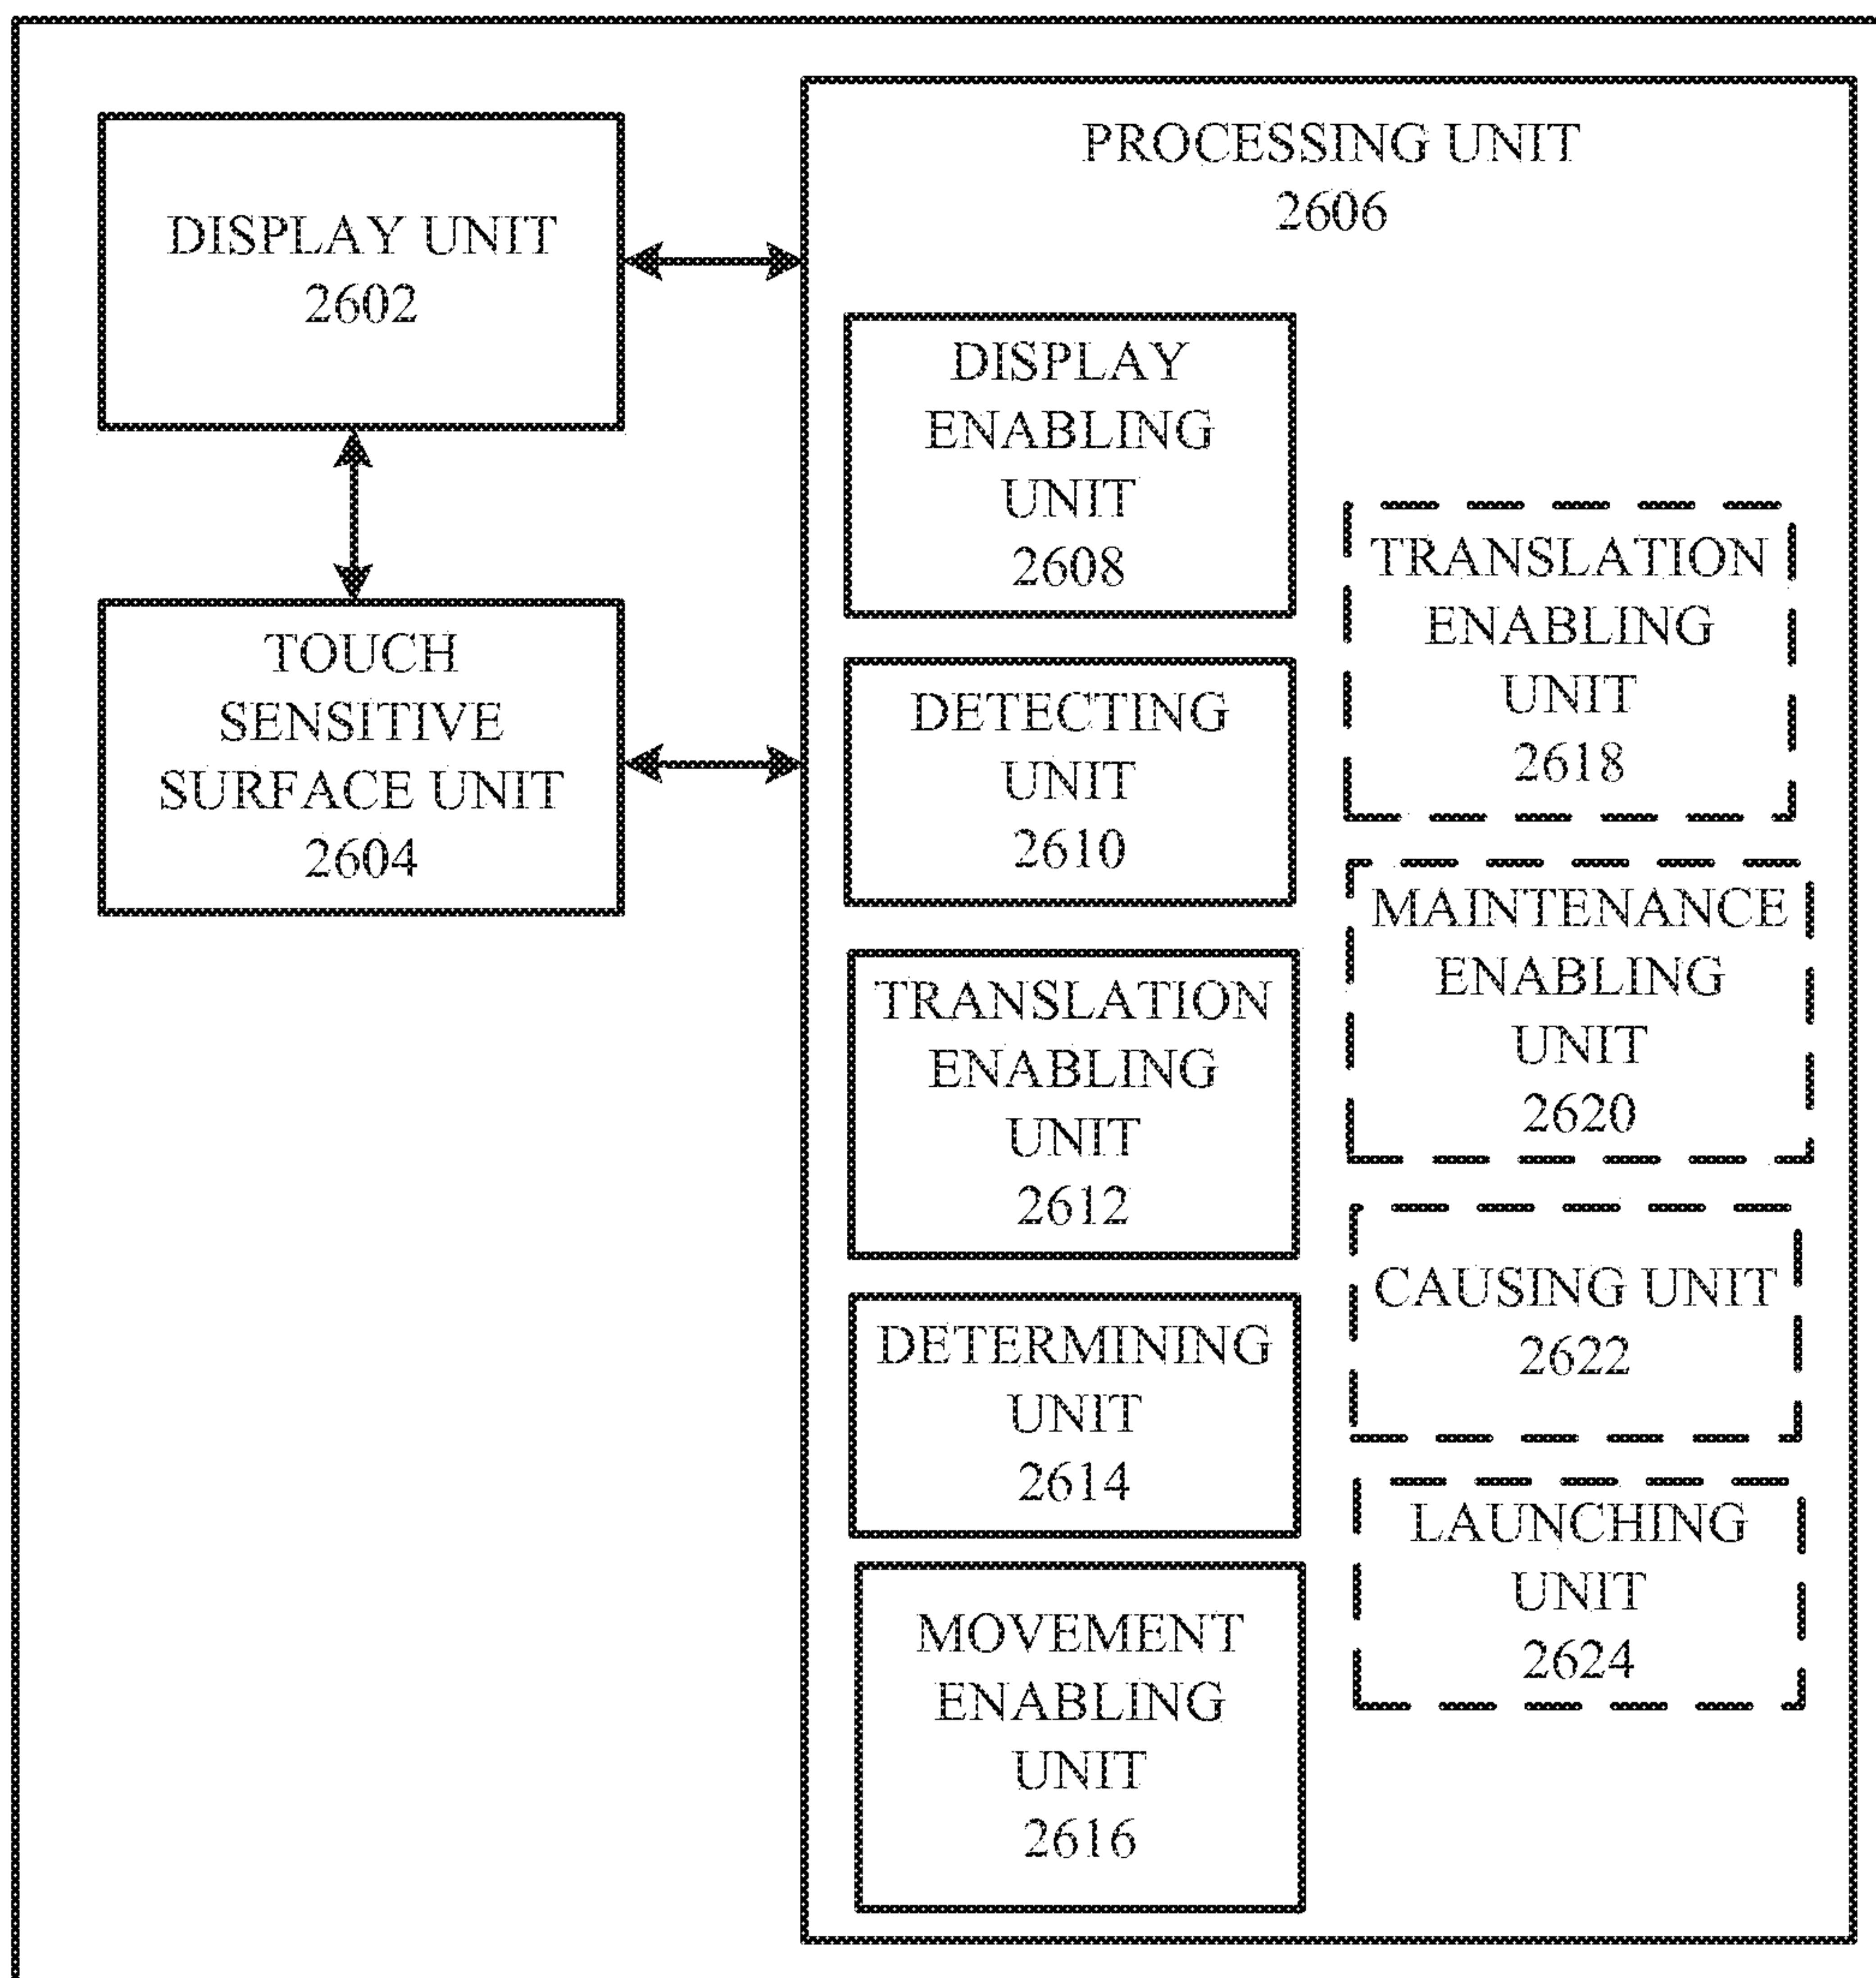 DISPLAY UNIT
2602
TOUCH
SENSITIVE
SURFACE UNIT
2604
PROCESSING UNIT
2606
DISPLAY
ENABLING
UNIT
2608
DETECTING
UNIT
2610
TRANSLATION
ENABLING
UNIT
2612
DETERMINING
UNIT
2614
MOVEMENT
ENABLING
UNIT
2616
TRANSLATION
ENABLING
UNIT
2618
MAINTENANCE
ENABLING
UNIT
2620
CAUSING UNIT
2622
LAUNCHING
UNIT
2624